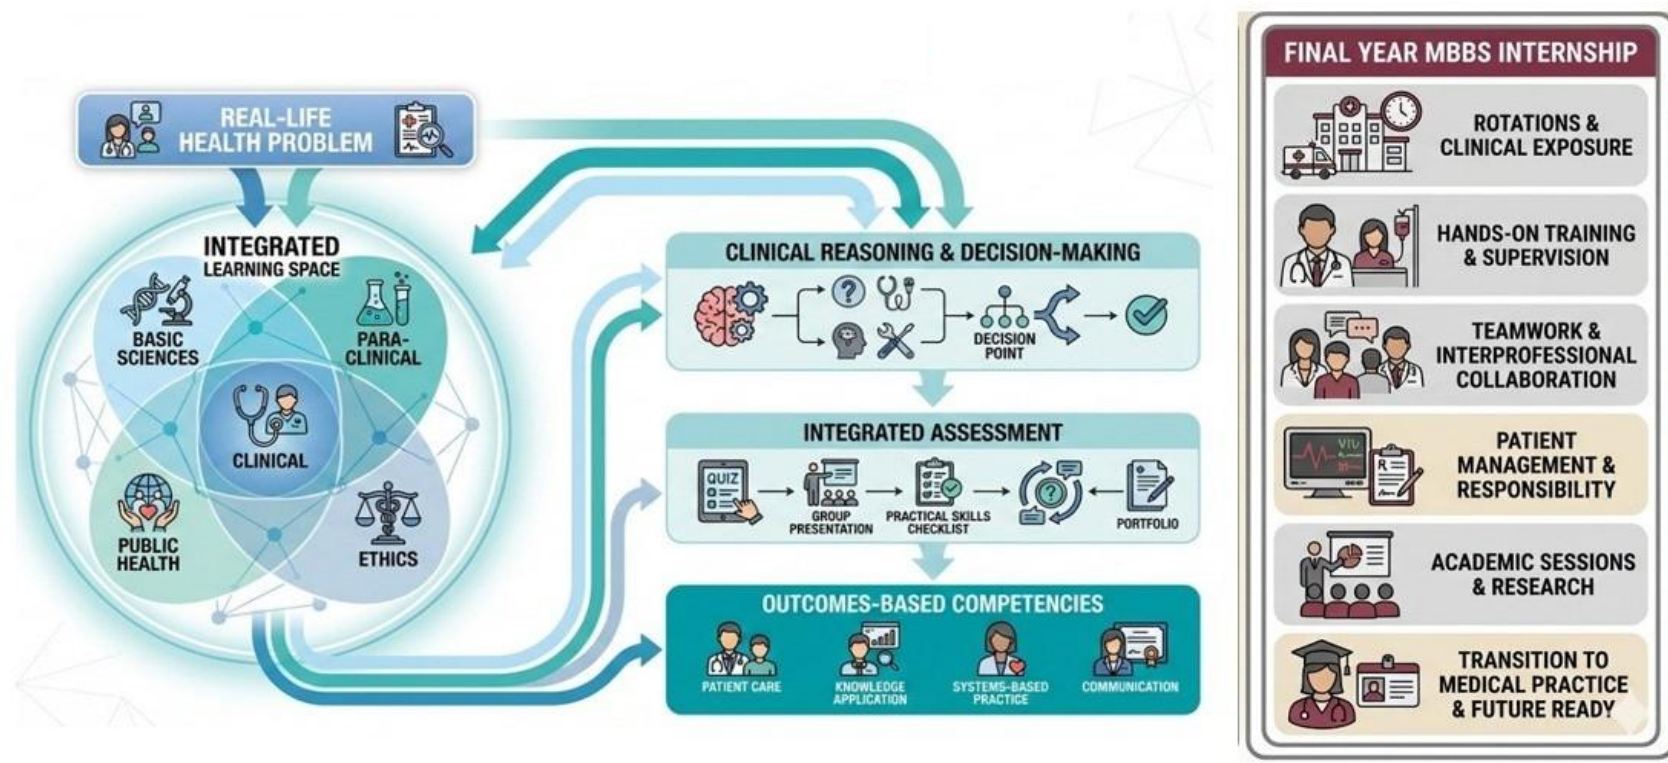 REAL-LIFE
HEALTH PROBLEM
INTEGRATED
LEARNING SPACE
BASIC
SCIENCES
PARA-
CLINICAL
CLINICAL
PUBLIC
HEALTH
ETHICS
CLINICAL REASONING & DECISION-MAKING
?
DECISION
POINT
INTEGRATED ASSESSMENT
QUIZ
?
GROUP
PRESENTATION
PRACTICAL SKILLS
CHECKLIST
PORTFOLIO
OUTCOMES-BASED COMPETENCIES
PATIENT CARE
KNOWLEDGE
APPLICATION
SYSTEMS-BASED
PRACTICE
COMMUNICATION
FINAL YEAR MBBS INTERNSHIP
ROTATIONS &
CLINICAL EXPOSURE
HANDS-ON TRAINING
& SUPERVISION
TEAMWORK &
INTERPROFESSIONAL
COLLABORATION
PATIENT
MANAGEMENT &
RESPONSIBILITY
ACADEMIC SESSIONS
& RESEARCH
TRANSITION TO
MEDICAL PRACTICE
& FUTURE READY